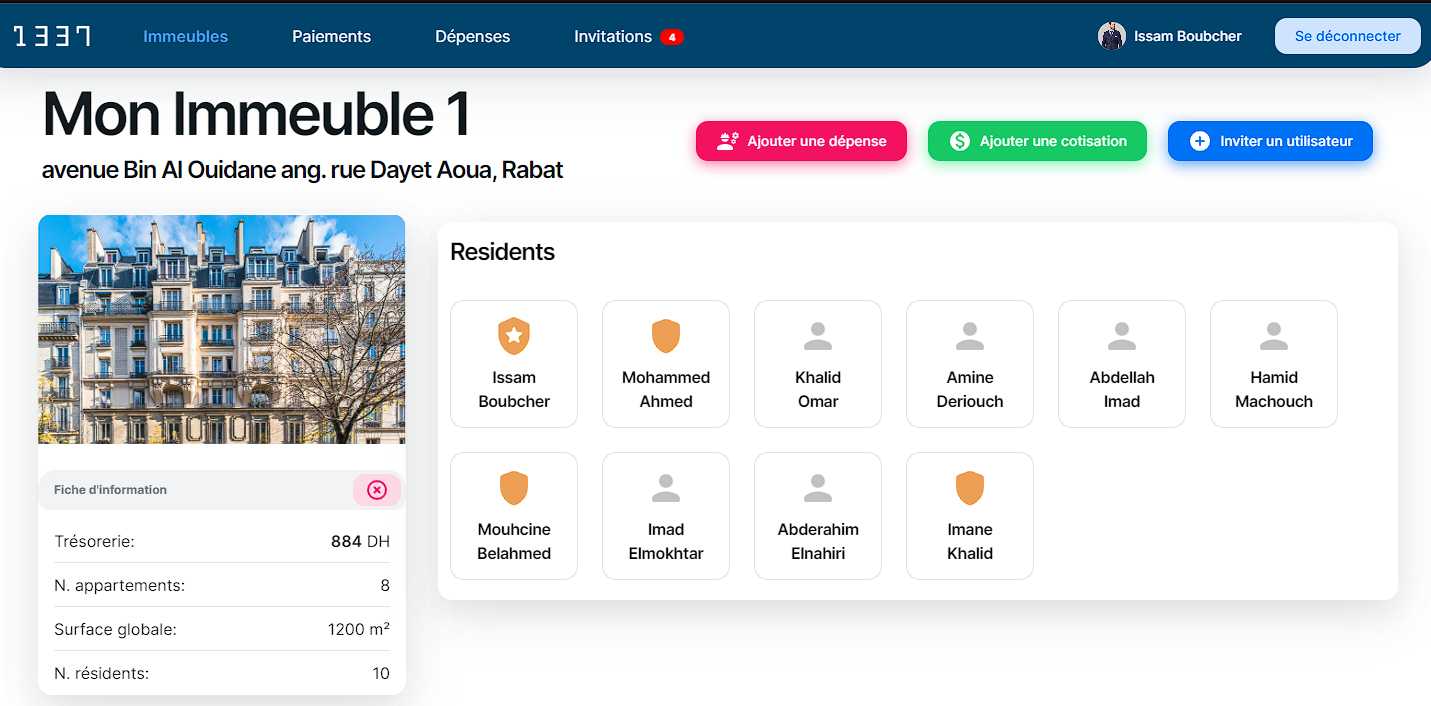 1337
Immeubles
Paiements
Dépenses
Invitations 4
Issam Boubcher
Se déconnecter
Mon Immeuble 1
avenue Bin Al Ouidane ang. rue Dayet Aoua, Rabat
Ajouter une dépense
Ajouter une cotisation
Inviter un utilisateur
Fiche d'information
Trésorerie: 884 DH
N. appartements: 8
Surface globale: 1200 m²
N. résidents: 10
Residents
Issam
Boubcher
Mohammed
Ahmed
Khalid
Omar
Amine
Deriouch
Abdellah
Imad
Hamid
Machouch
Mouhcine
Belahmed
Imad
Elmokhtar
Abderahim
Elnahiri
Imane
Khalid